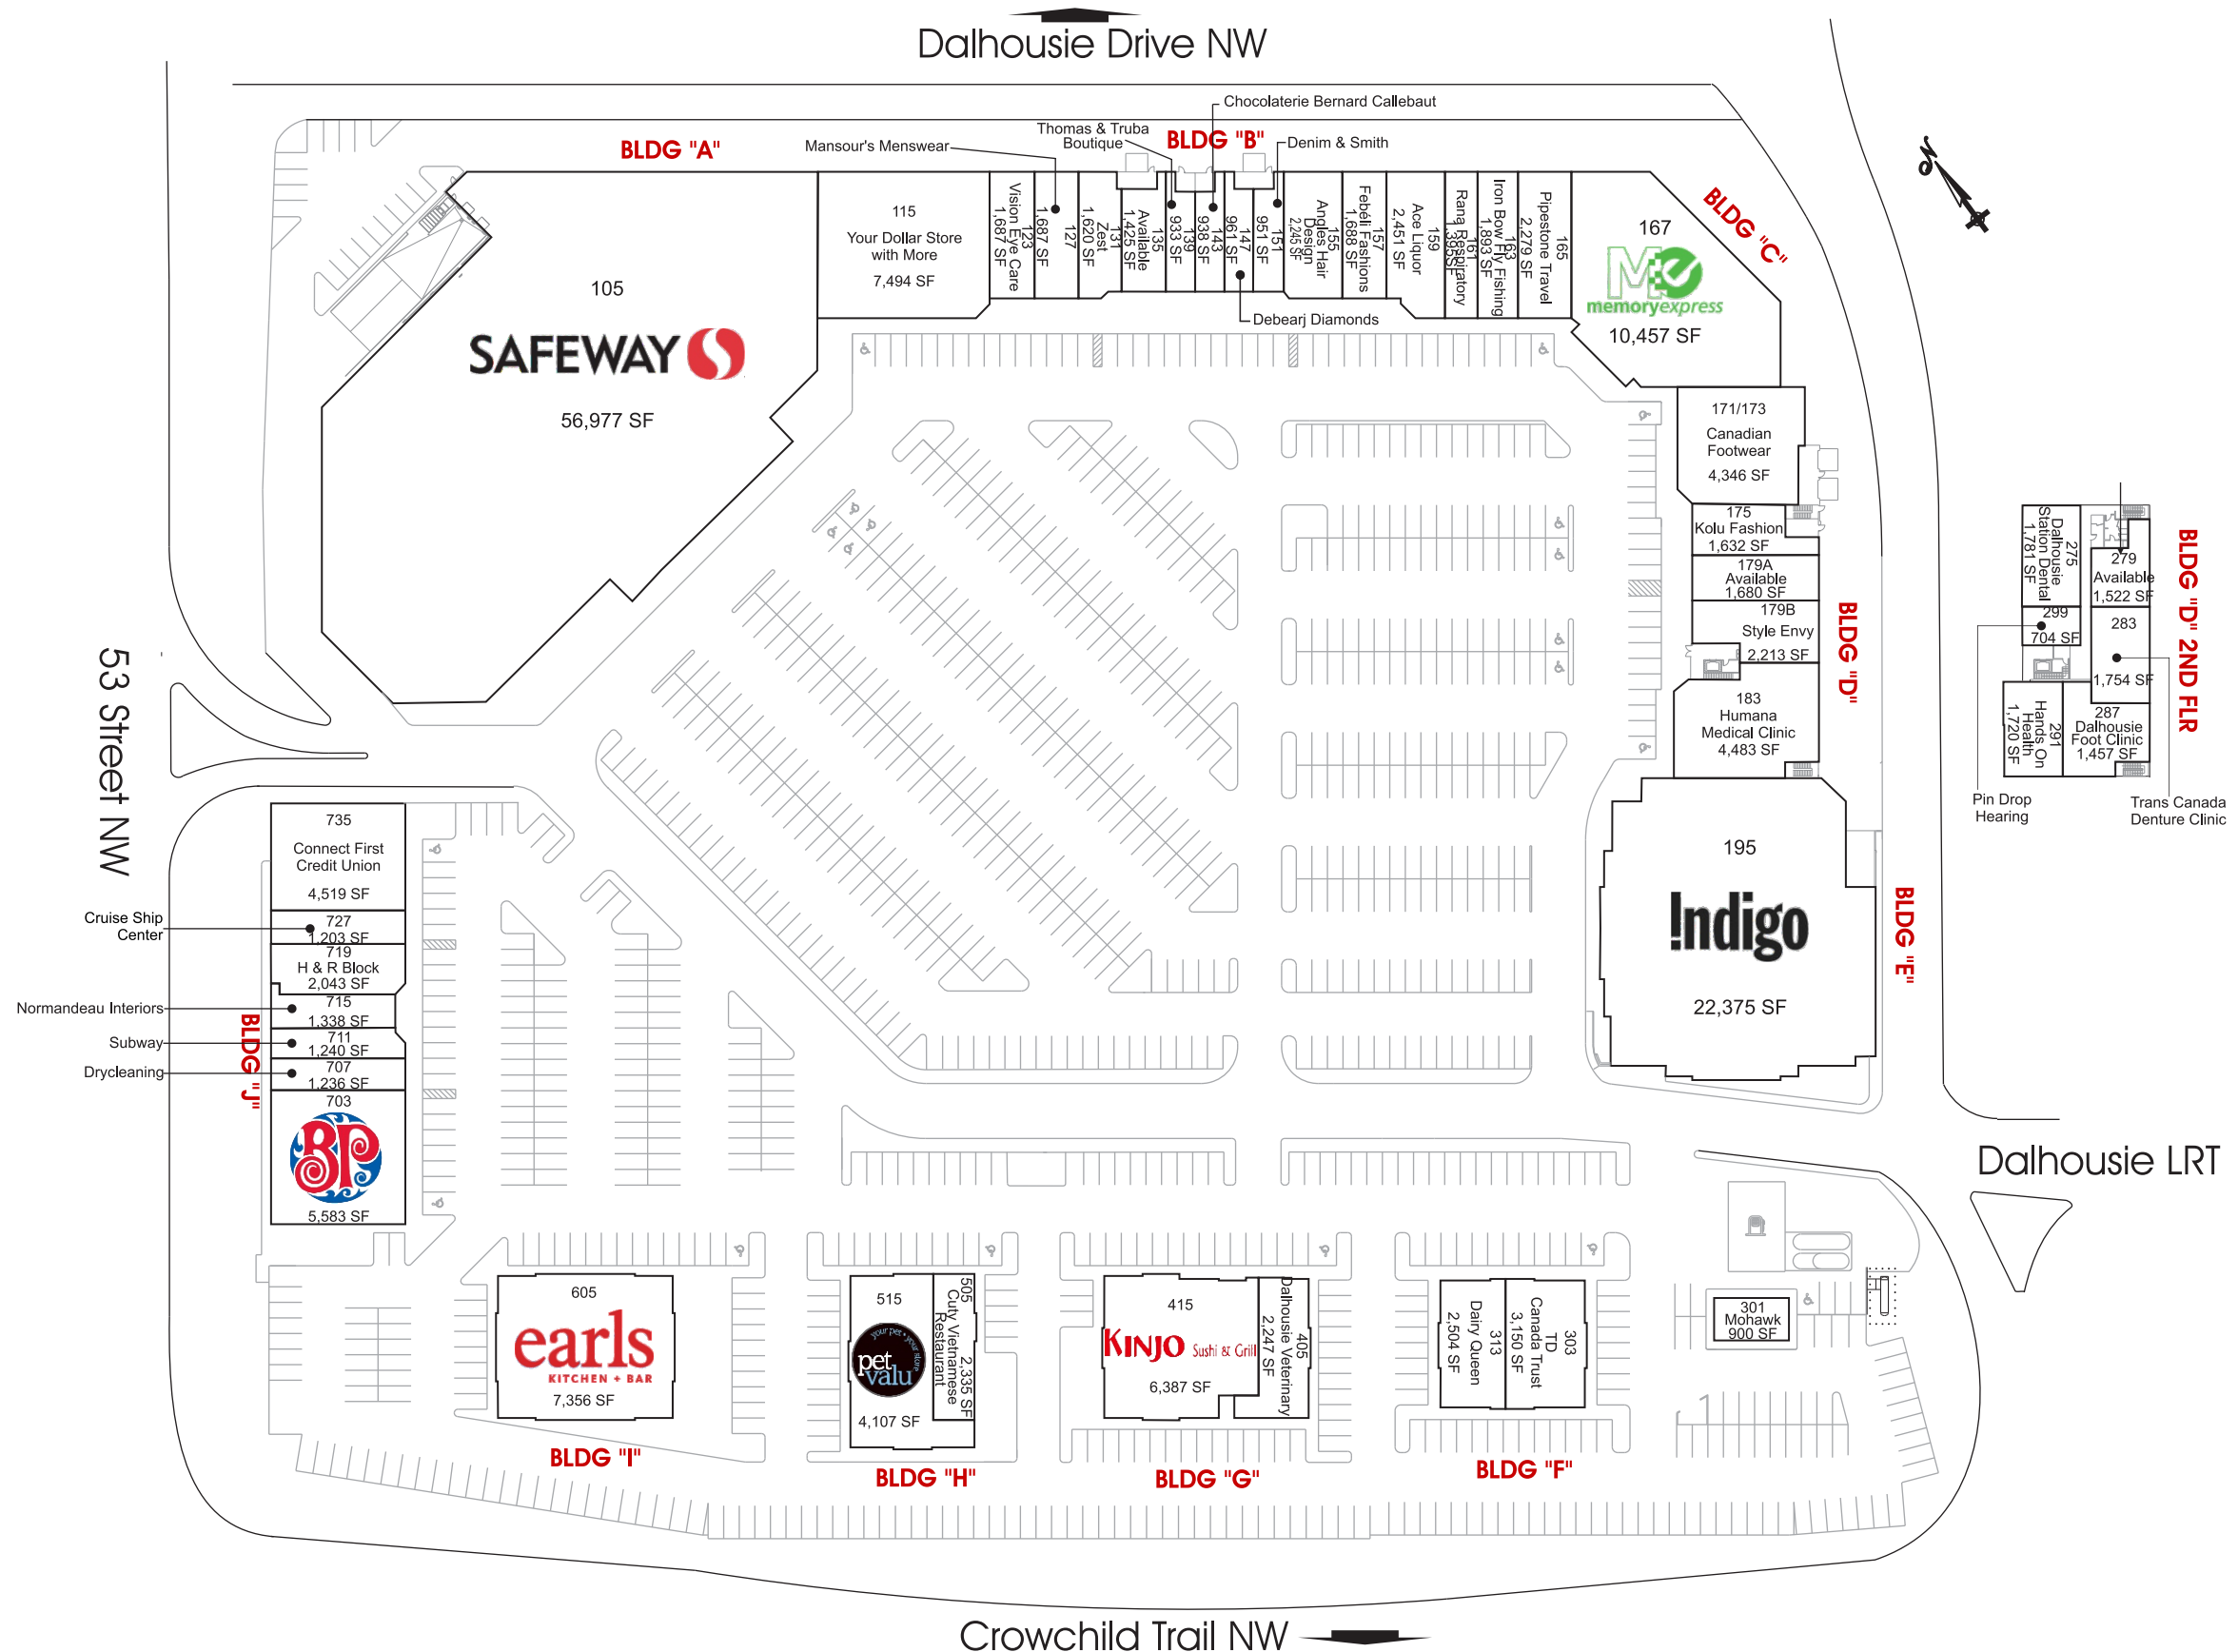 Dalhousie Drive NW
BLDG "A"
BLDG "B"
BLDG "C"
Mansour's Menswear
Thomas & Truba
Boutique
Chocolaterie Bernard Callebaut
Denim & Smith
Debearj Diamonds
105
SAFEWAY
56,977 SF
115
Your Dollar Store
with More
7,494 SF
123
Vision Eye Care
1,687 SF
127
1,687 SF
131
Zest
1,620 SF
135
Available
1,425 SF
139
933 SF
143
938 SF
147
961 SF
151
951 SF
155
Angles Hair
Design
2,245 SF
157
Febéli Fashions
1,688 SF
159
Ace Liquor
2,451 SF
161
Rana Respiratory
1,395SF
163
Iron Bow Fly Fishing
1,893 SF
165
Pipestone Travel
2,279 SF
167
Me
memoryexpress
10,457 SF
N
171/173
Canadian
Footwear
4,346 SF
175
Kolu Fashion
1,632 SF
179A
Available
1,680 SF
179B
Style Envy
2,213 SF
183
Humana
Medical Clinic
4,483 SF
BLDG "D"
275
Dalhousie
Station Dental
1,781 SF
279
Available
1,522 SF
299
704 SF
283
1,754 SF
291
Hands On
Health
1,720 SF
287
Dalhousie
Foot Clinic
1,457 SF
BLDG "D" 2ND FLR
Pin Drop
Hearing
Trans Canada
Denture Clinic
195
Indigo
22,375 SF
BLDG "E"
53 Street NW
735
Connect First
Credit Union
4,519 SF
Cruise Ship
Center
727
1,203 SF
719
H & R Block
2,043 SF
Normandeau Interiors
715
1,338 SF
Subway
711
1,240 SF
Drycleaning
707
1,236 SF
703
BP
5,583 SF
BLDG "J"
Dalhousie LRT
605
earls
KITCHEN + BAR
7,356 SF
BLDG "I"
515
your pet • your store
pet
valu
4,107 SF
505
Cuty Vietnamese
Restaurant
2,335 SF
BLDG "H"
415
KINJO Sushi & Grill
6,387 SF
405
Dalhousie Veterinary
2,247 SF
BLDG "G"
313
Dairy Queen
2,504 SF
303
TD
Canada Trust
3,150 SF
BLDG "F"
301
Mohawk
900 SF
Crowchild Trail NW